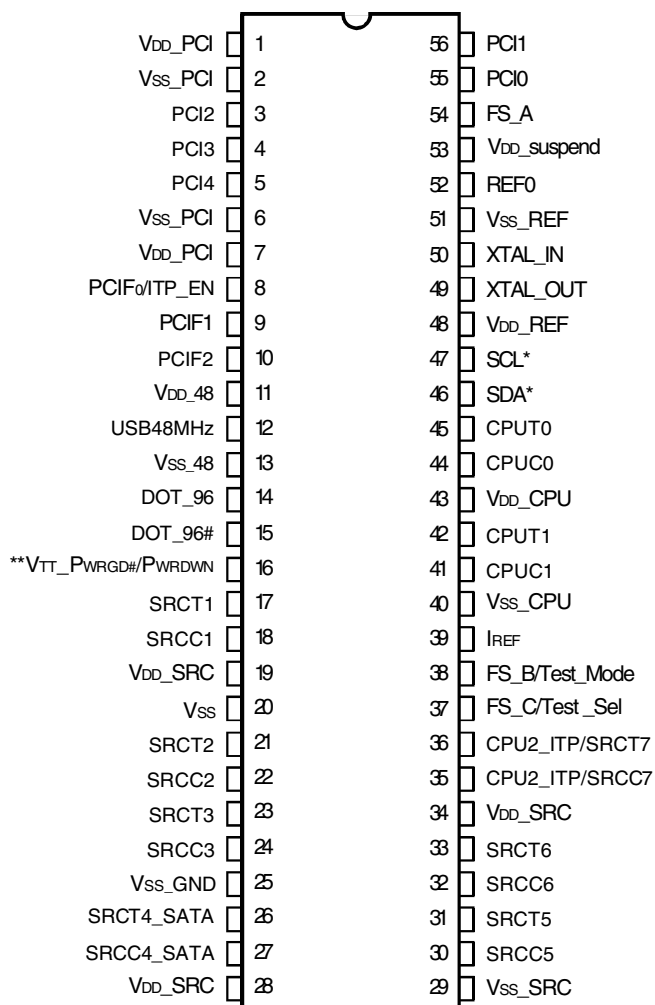 VDD_PCI 1 56 PCI1
VSS_PCI 2 55 PCI0
PCI2 3 54 FS_A
PCI3 4 53 VDD_suspend
PCI4 5 52 REF0
VSS_PCI 6 51 VSS_REF
VDD_PCI 7 50 XTAL_IN
PCIF0/ITP_EN 8 49 XTAL_OUT
PCIF1 9 48 VDD_REF
PCIF2 10 47 SCL*
VDD_48 11 46 SDA*
USB48MHz 12 45 CPUT0
VSS_48 13 44 CPUC0
DOT_96 14 43 VDD_CPU
DOT_96# 15 42 CPUT1
**VTT_PWRGD#/PWRDWN 16 41 CPUC1
SRCT1 17 40 VSS_CPU
SRCC1 18 39 IREF
VDD_SRC 19 38 FS_B/Test_Mode
VSS 20 37 FS_C/Test_Sel
SRCT2 21 36 CPU2_ITP/SRCT7
SRCC2 22 35 CPU2_ITP/SRCC7
SRCT3 23 34 VDD_SRC
SRCC3 24 33 SRCT6
VSS_GND 25 32 SRCC6
SRCT4_SATA 26 31 SRCT5
SRCC4_SATA 27 30 SRCC5
VDD_SRC 28 29 VSS_SRC